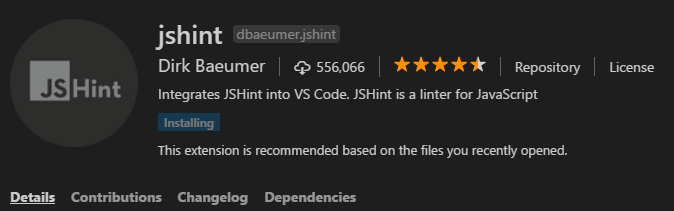 jshint dbaeumer.jshint
JSHint
Dirk Baeumer 556,066 Repository License
Integrates JSHint into VS Code. JSHint is a linter for JavaScript
Installing
This extension is recommended based on the files you recently opened.
Details Contributions Changelog Dependencies